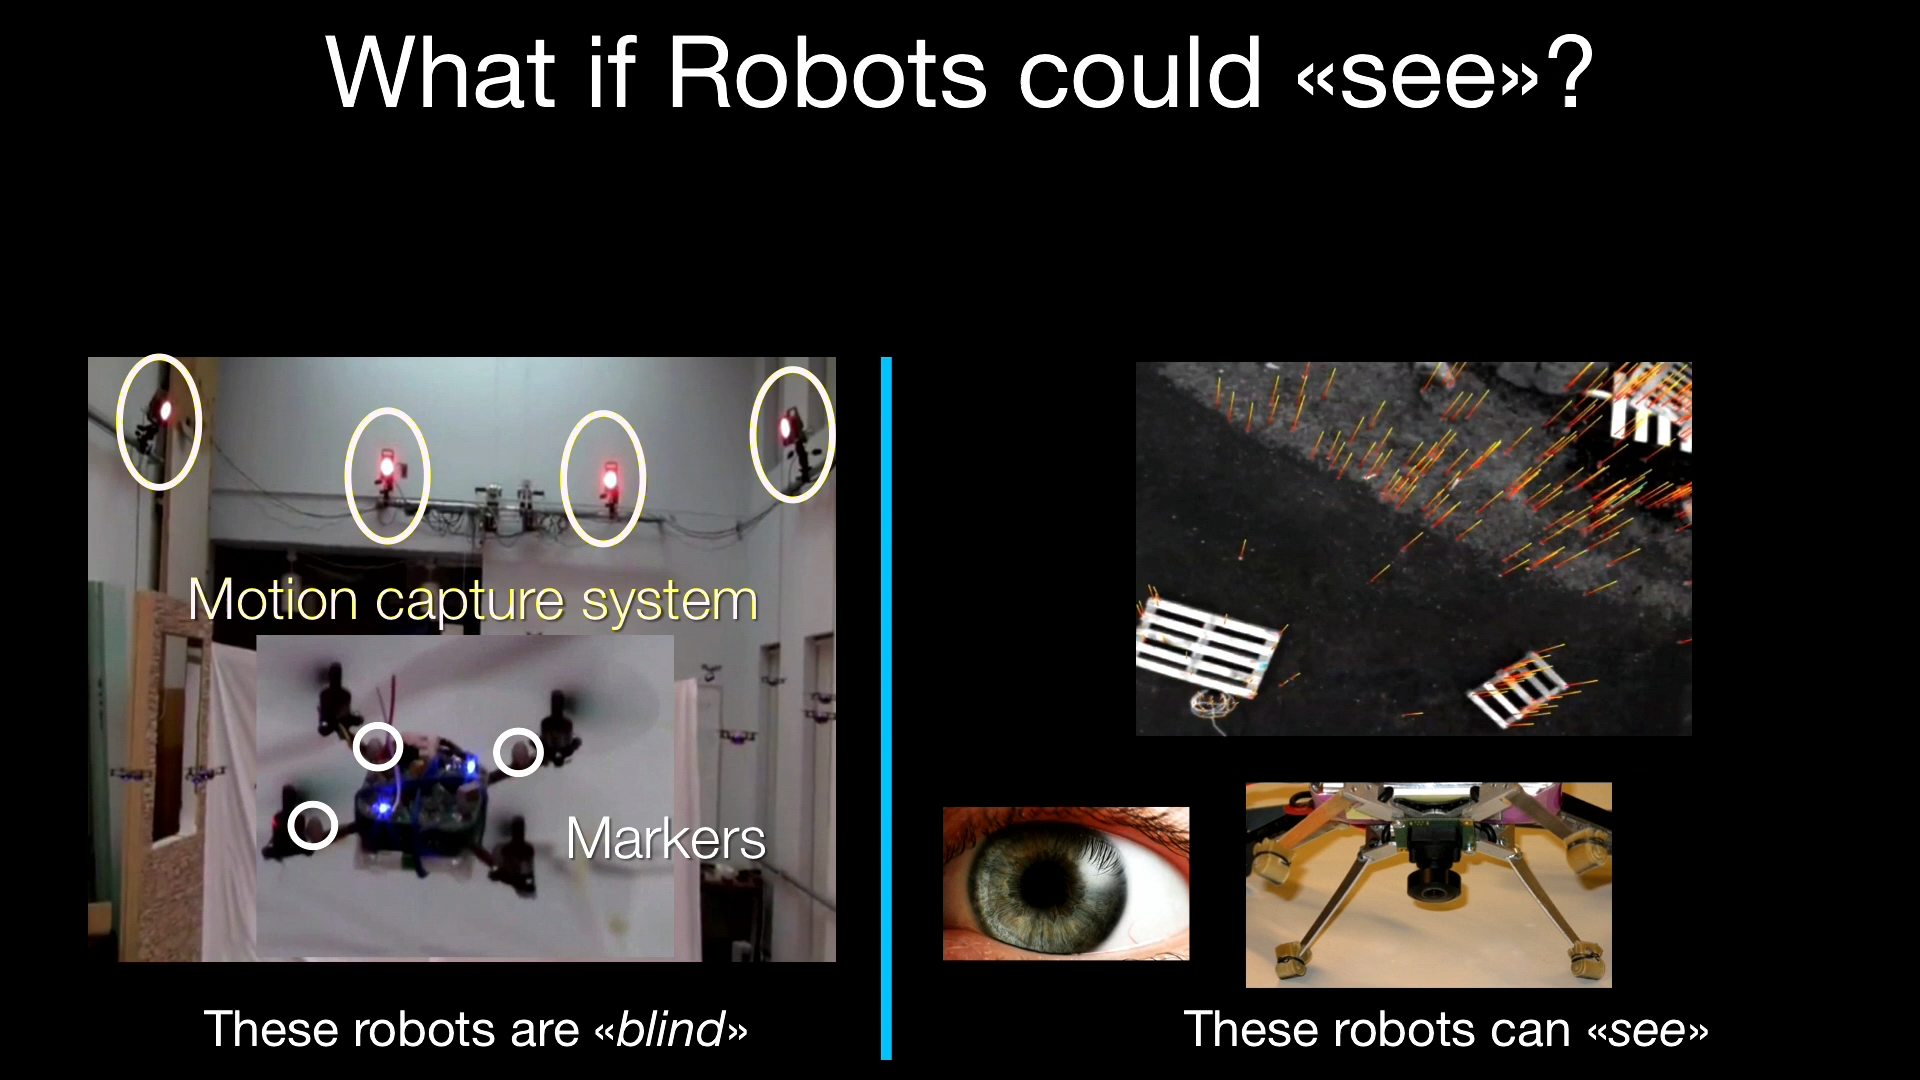 What if Robots could «see»?
Motion capture system
Markers
These robots are «blind»
These robots can «see»